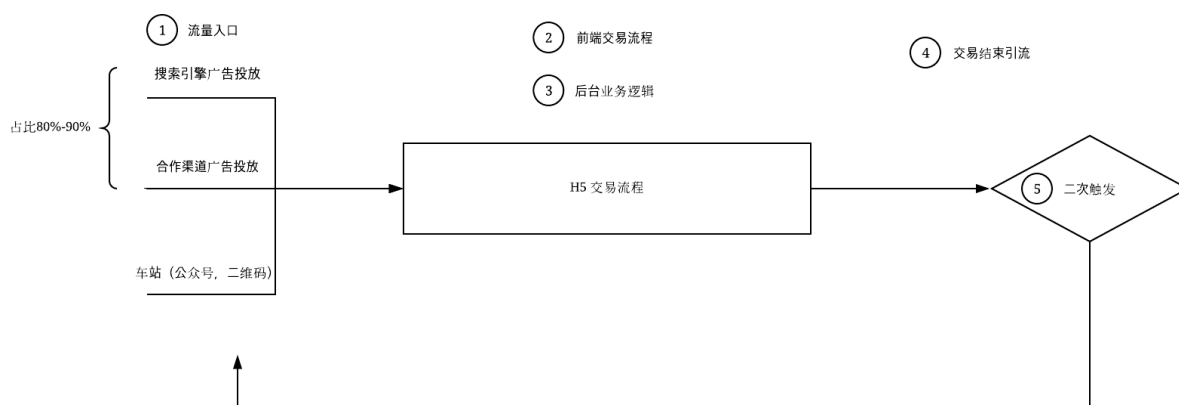 1 流量入口
2 前端交易流程
3 后台业务逻辑
4 交易结束引流
搜索引擎广告投放
占比80%-90%
合作渠道广告投放
H5 交易流程
5 二次触发
车站（公众号，二维码）